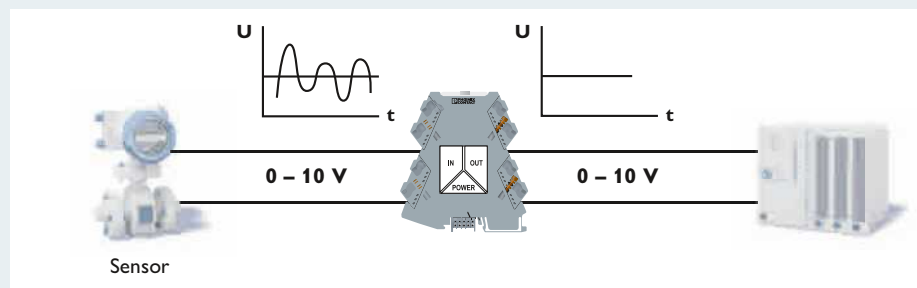 U
U
t
t
IN
OUT
POWER
0 – 10 V
0 – 10 V
Sensor